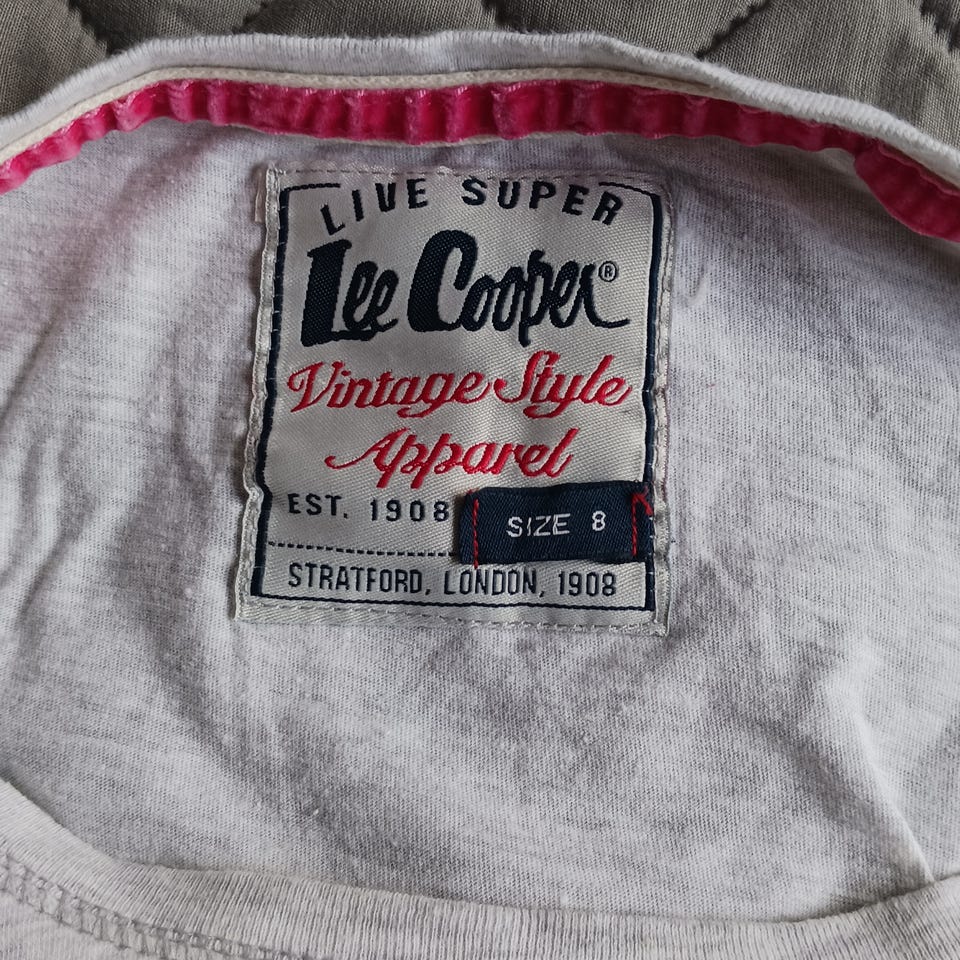 LIVE SUPER
Lee Cooper®
Vintage Style
Apparel
EST. 1908
SIZE 8
STRATFORD, LONDON, 1908